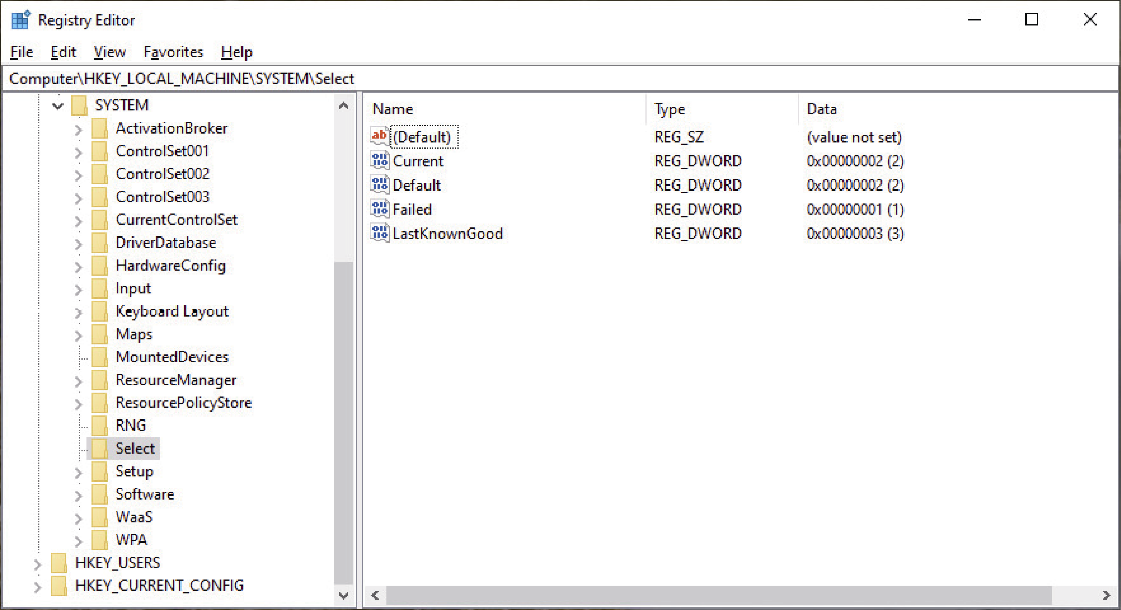 Registry Editor
File Edit View Favorites Help
Computer\HKEY_LOCAL_MACHINE\SYSTEM\Select
SYSTEM
ActivationBroker
ControlSet001
ControlSet002
ControlSet003
CurrentControlSet
DriverDatabase
HardwareConfig
Input
Keyboard Layout
Maps
MountedDevices
ResourceManager
ResourcePolicyStore
RNG
Select
Setup
Software
WaaS
WPA
HKEY_USERS
HKEY_CURRENT_CONFIG
Name Type Data
ab (Default) REG_SZ (value not set)
Current REG_DWORD 0x00000002 (2)
Default REG_DWORD 0x00000002 (2)
Failed REG_DWORD 0x00000001 (1)
LastKnownGood REG_DWORD 0x00000003 (3)